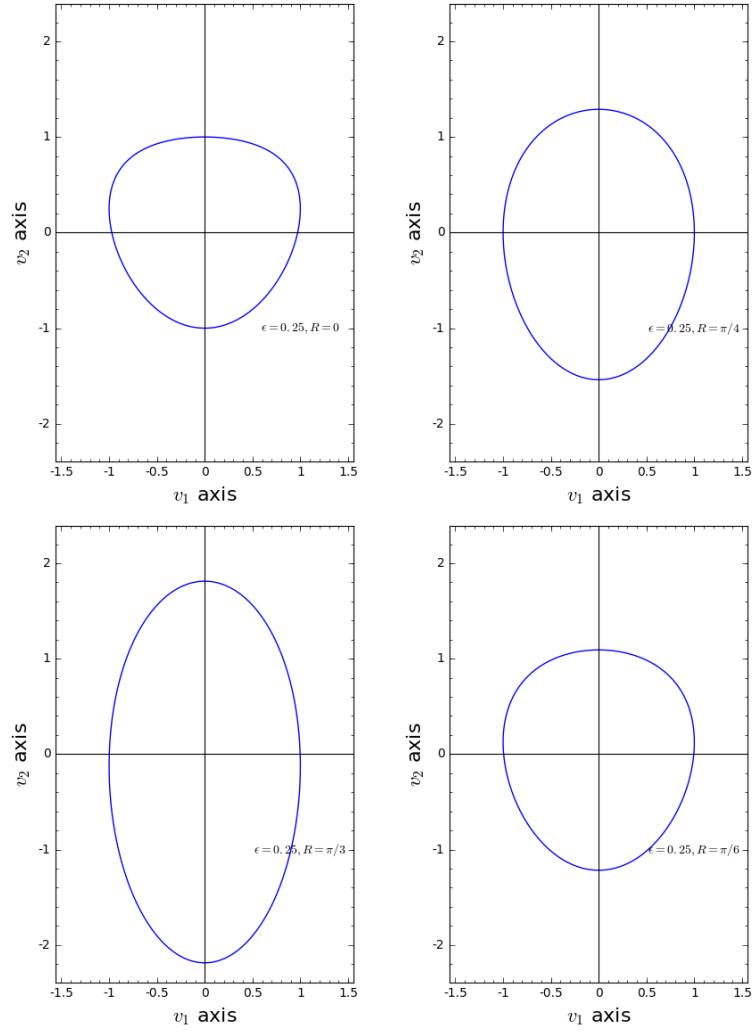 2
1
0
-1
-2
v₂ axis
-1.5 -1 -0.5 0 0.5 1 1.5
v₁ axis
ϵ = 0.25, R = 0
2
1
0
-1
-2
v₂ axis
-1.5 -1 -0.5 0 0.5 1 1.5
v₁ axis
ϵ = 0.25, R = π/4
2
1
0
-1
-2
v₂ axis
-1.5 -1 -0.5 0 0.5 1 1.5
v₁ axis
ϵ = 0.25, R = π/3
2
1
0
-1
-2
v₂ axis
-1.5 -1 -0.5 0 0.5 1 1.5
v₁ axis
ϵ = 0.25, R = π/6